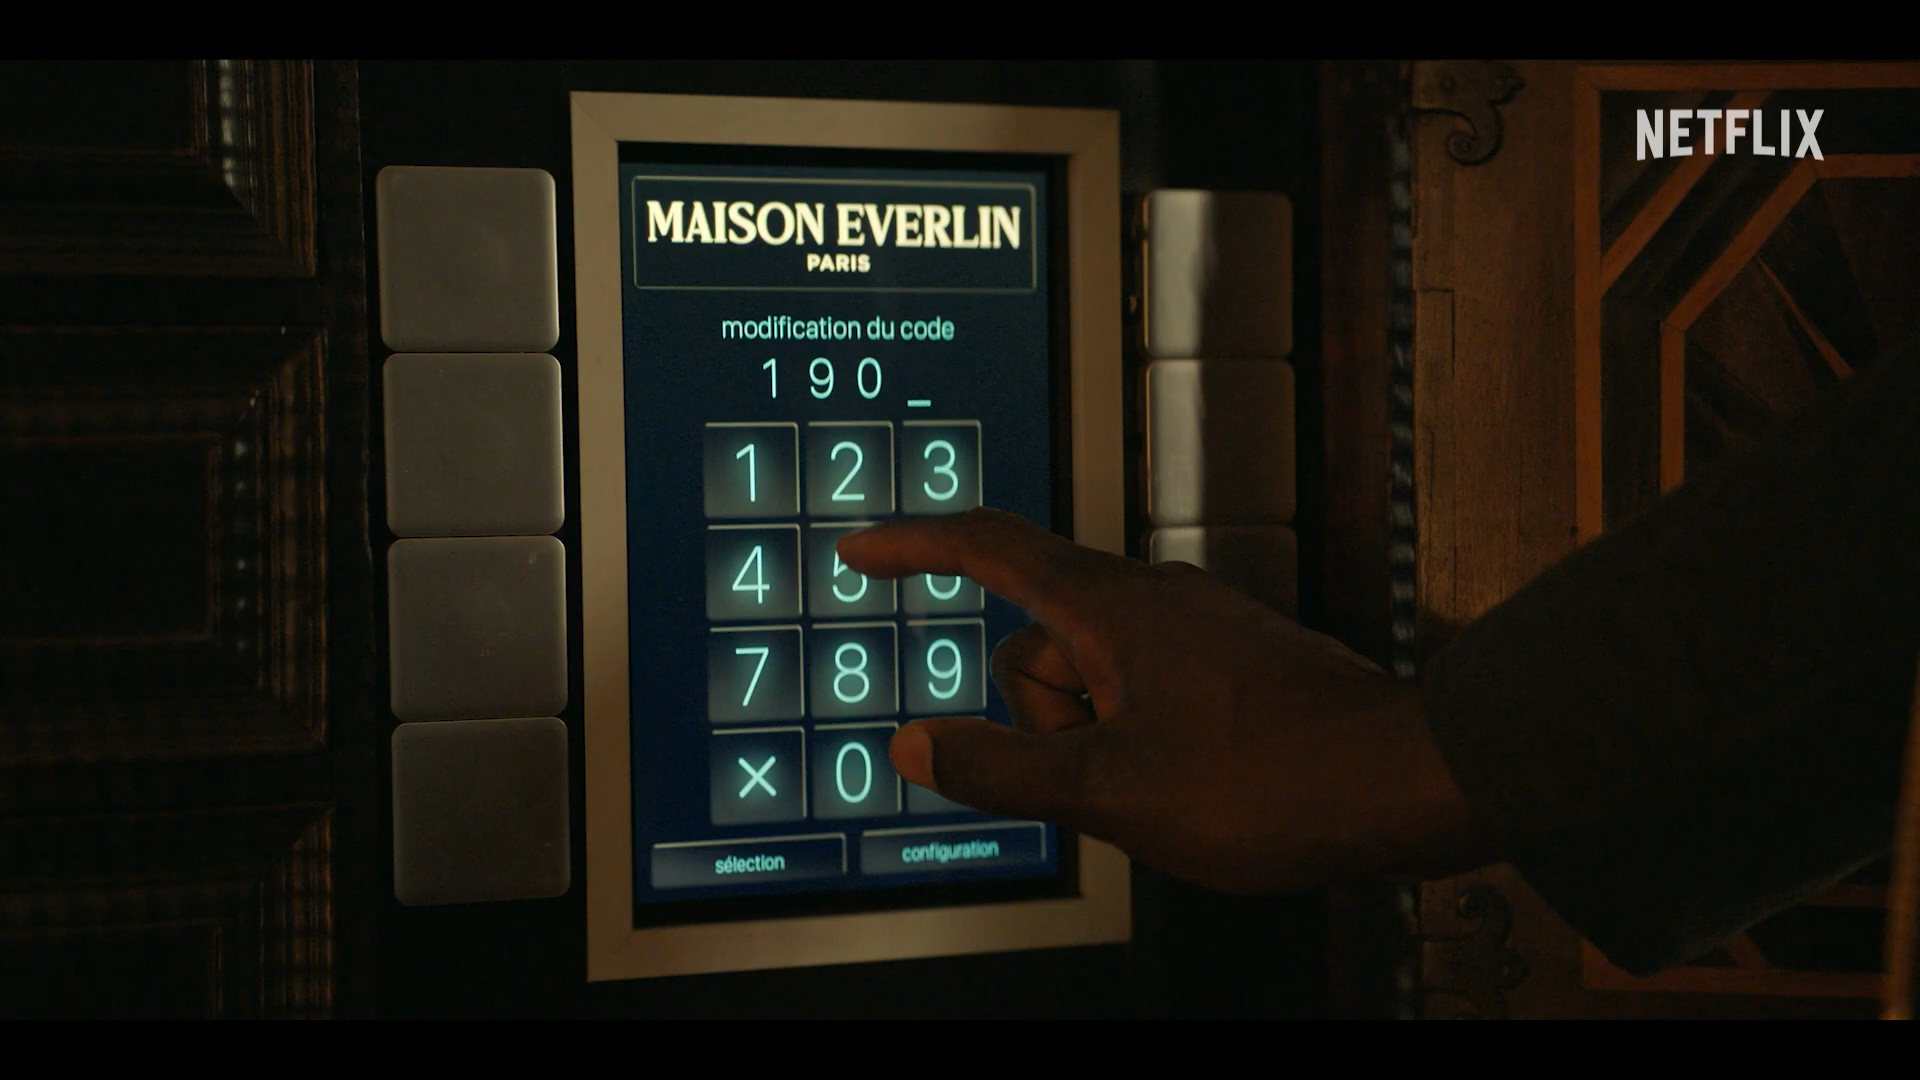 NETFLIX
MAISON EVERLIN
PARIS
modification du code
1 9 0 _
1 2 3
4 5 6
7 8 9
× 0
sélection configuration